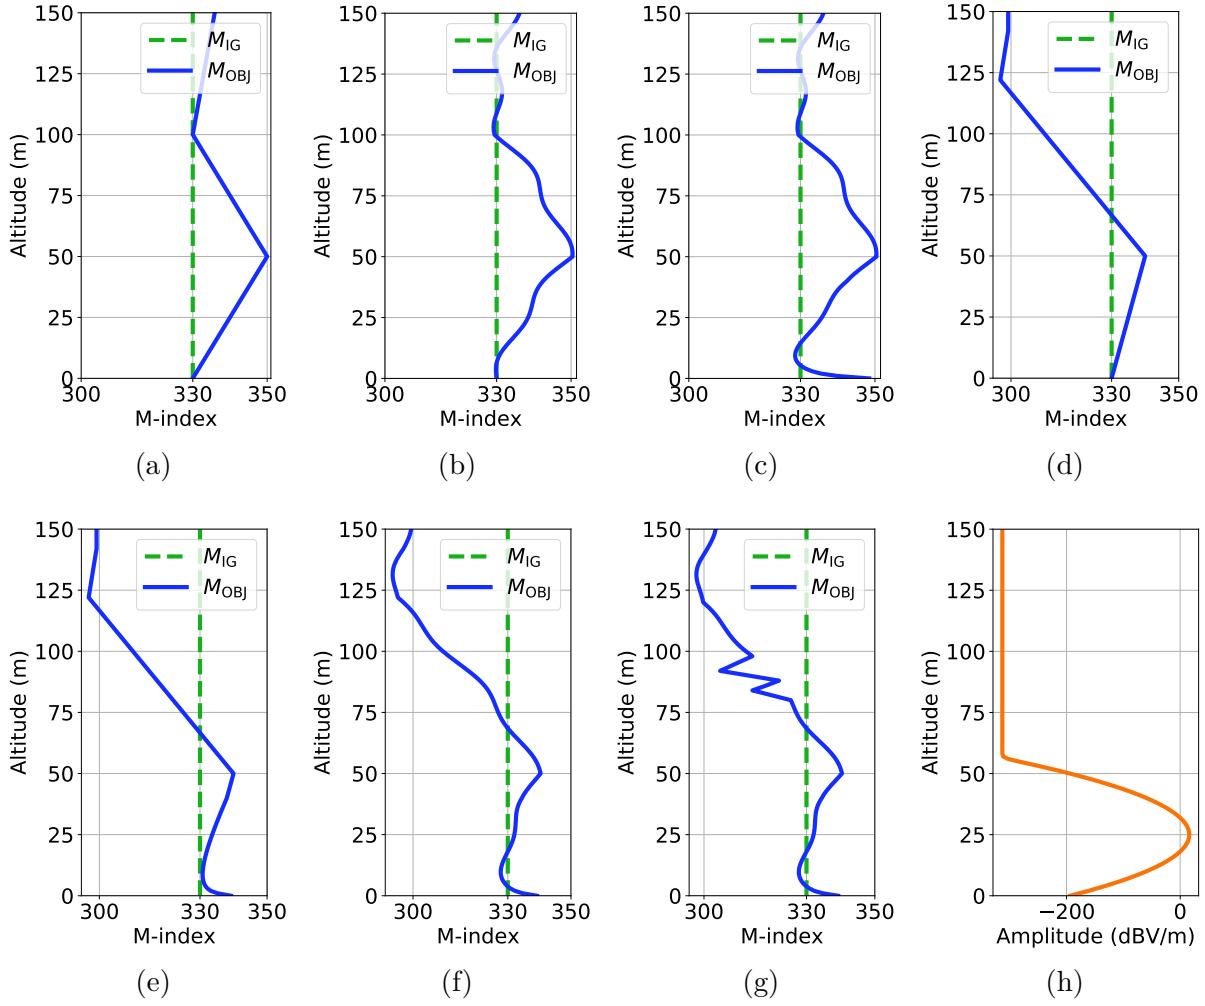 150
125
100
75
50
25
0
Altitude (m)
M_IG
M_OBJ
300 330 350
M-index
(a)
150
125
100
75
50
25
0
Altitude (m)
M_IG
M_OBJ
300 330 350
M-index
(b)
150
125
100
75
50
25
0
Altitude (m)
M_IG
M_OBJ
300 330 350
M-index
(c)
150
125
100
75
50
25
0
Altitude (m)
M_IG
M_OBJ
300 330 350
M-index
(d)
150
125
100
75
50
25
0
Altitude (m)
M_IG
M_OBJ
300 330 350
M-index
(e)
150
125
100
75
50
25
0
Altitude (m)
M_IG
M_OBJ
300 330 350
M-index
(f)
150
125
100
75
50
25
0
Altitude (m)
M_IG
M_OBJ
300 330 350
M-index
(g)
150
125
100
75
50
25
0
Altitude (m)
−200 0
Amplitude (dBV/m)
(h)